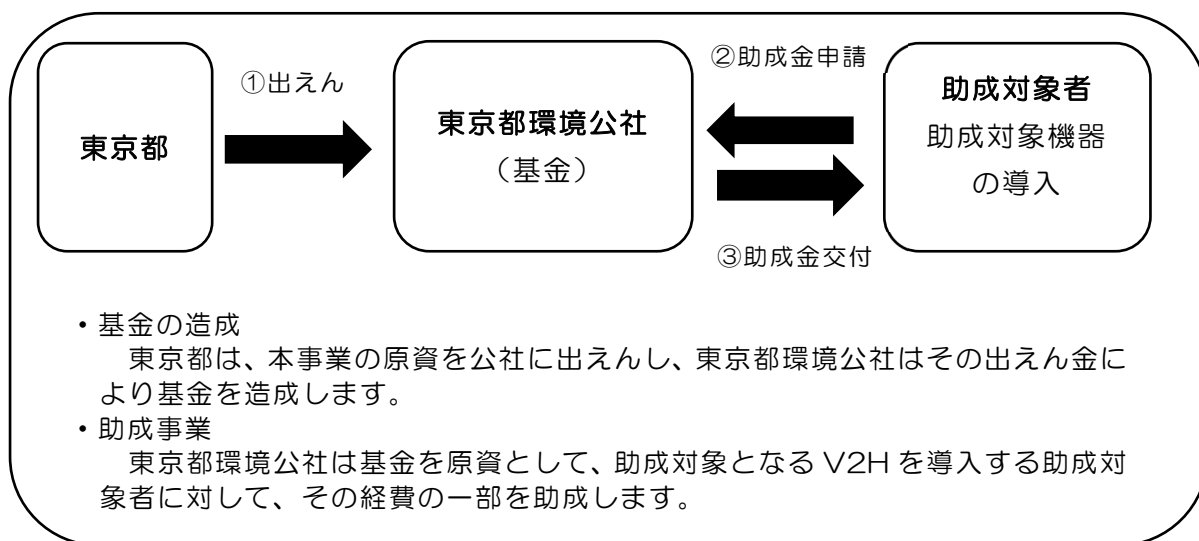 東京都
①出えん
東京都環境公社
（基金）
②助成金申請
③助成金交付
助成対象者
助成対象機器
の導入
・基金の造成
東京都は、本事業の原資を公社に出えんし、東京都環境公社はその出えん金に
より基金を造成します。
・助成事業
東京都環境公社は基金を原資として、助成対象となる V2H を導入する助成対
象者に対して、その経費の一部を助成します。